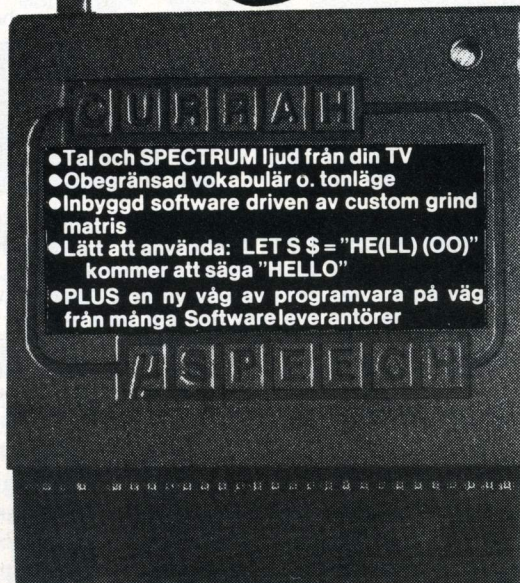 CURRAH
●Tal och SPECTRUM ljud från din TV
●Obegränsad vokabulär o. tonläge
●Inbyggd software driven av custom grind
matris
●Lätt att använda: LET S $ = "HE(LL) (OO)"
kommer att säga "HELLO"
●PLUS en ny våg av programvara på väg
från många Softwareleverantörer
μSPEECH